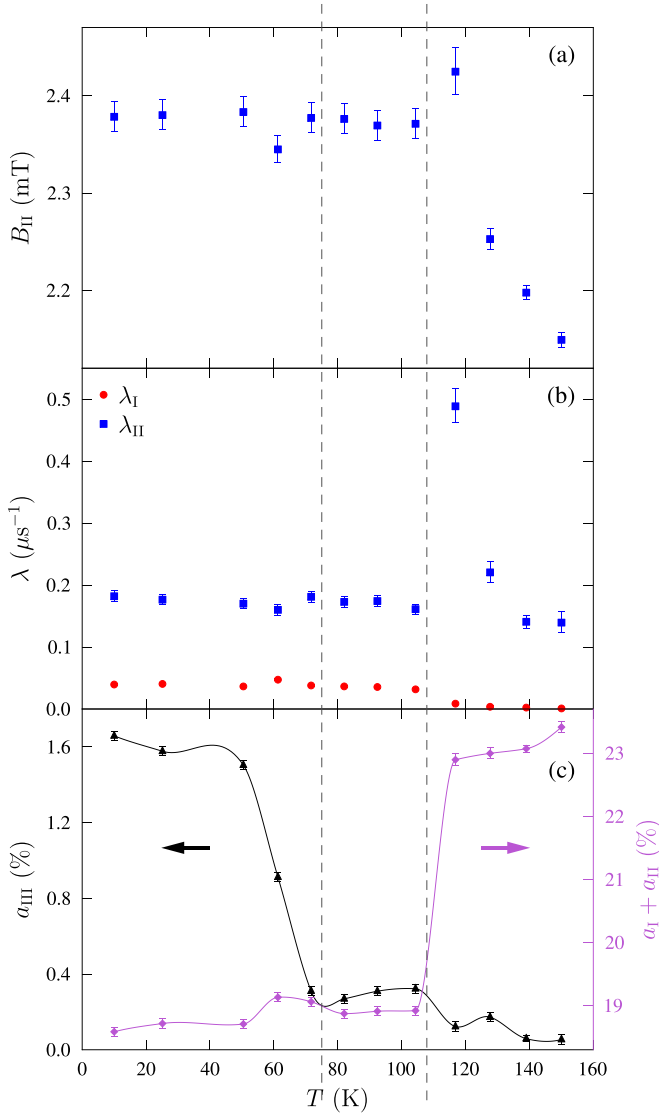 (a)
2.4
2.3
2.2
B_II (mT)
(b)
λ_I
λ_II
0.5
0.4
0.3
0.2
0.1
0.0
λ (μs⁻¹)
(c)
1.6
1.2
0.8
0.4
0.0
a_III (%)
23
22
21
20
19
18
a_I + a_II (%)
0 20 40 60 80 100 120 140 160
T (K)